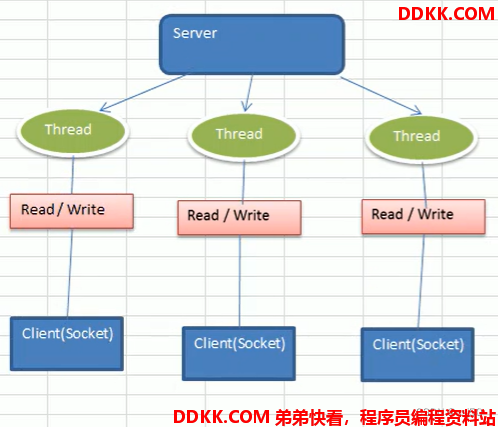 DDKK.COM
Server
Thread
Thread
Thread
Read / Write
Read / Write
Read / Write
Client(Socket)
Client(Socket)
Client(Socket)
DDKK.COM 弟弟快看，程序员编程资料站